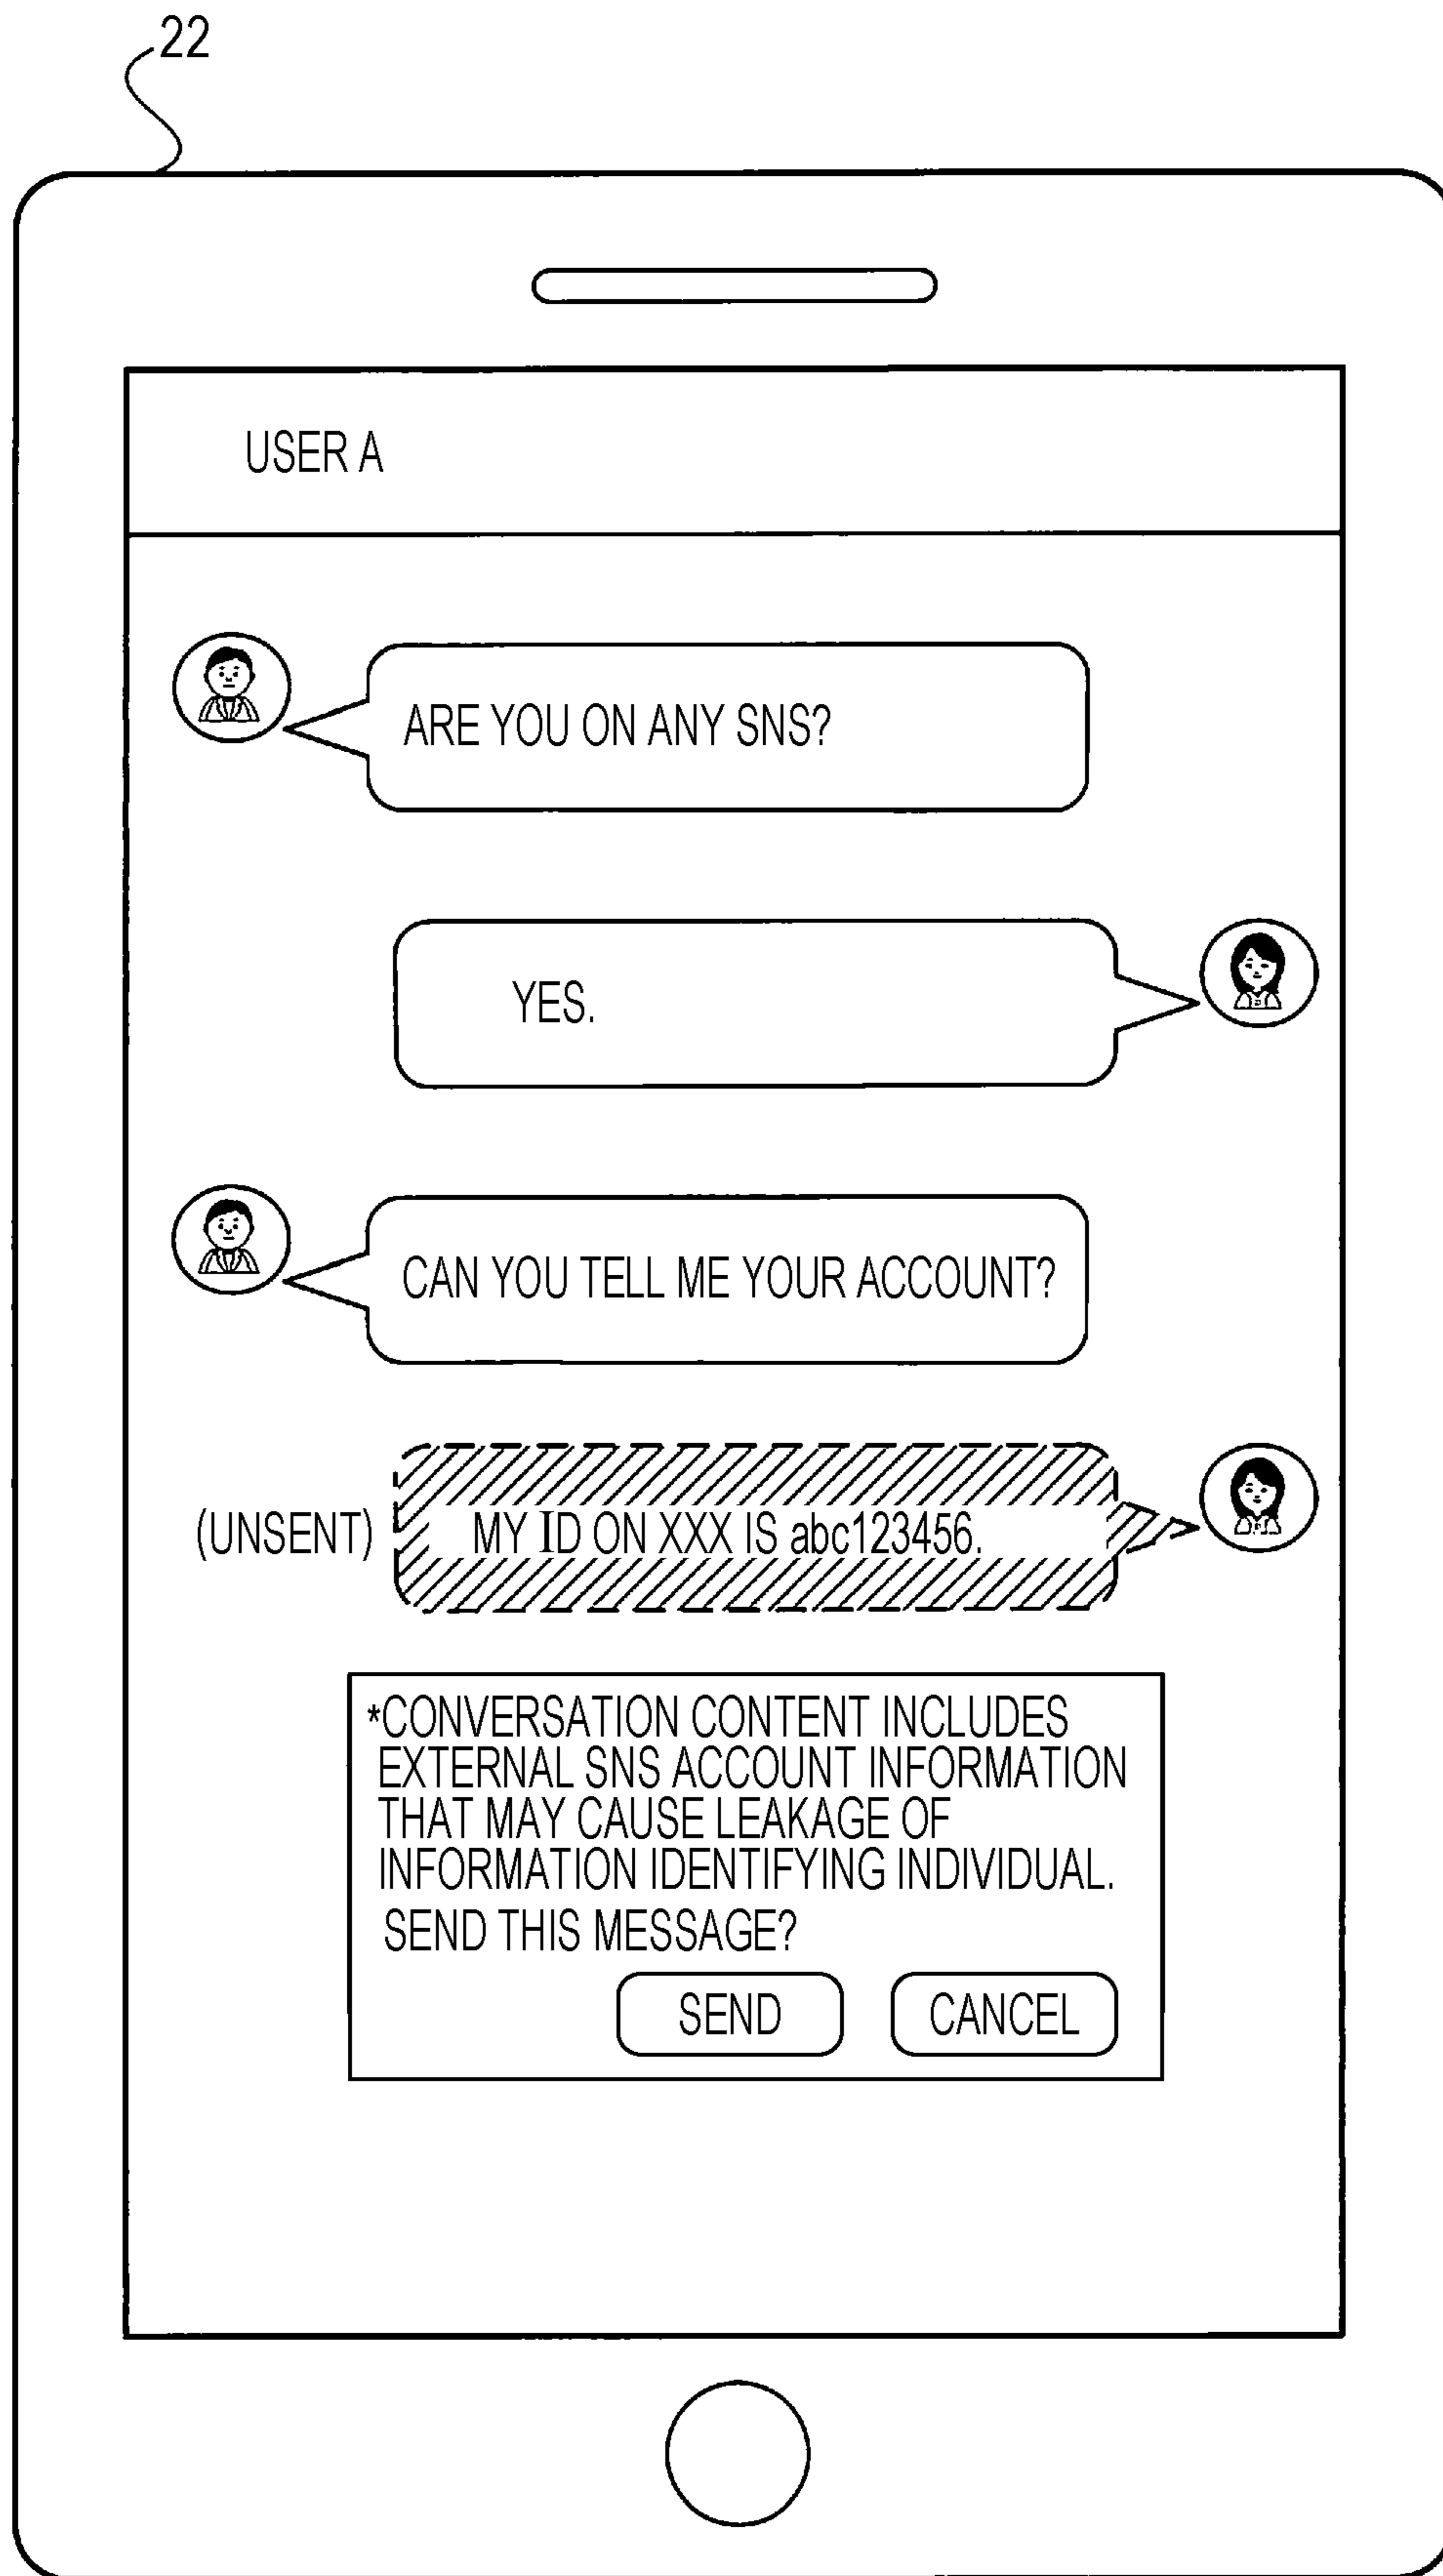 22
USER A
ARE YOU ON ANY SNS?
YES.
CAN YOU TELL ME YOUR ACCOUNT?
(UNSENT) MY ID ON XXX IS abc123456.
*CONVERSATION CONTENT INCLUDES
EXTERNAL SNS ACCOUNT INFORMATION
THAT MAY CAUSE LEAKAGE OF
INFORMATION IDENTIFYING INDIVIDUAL.
SEND THIS MESSAGE?
SEND CANCEL